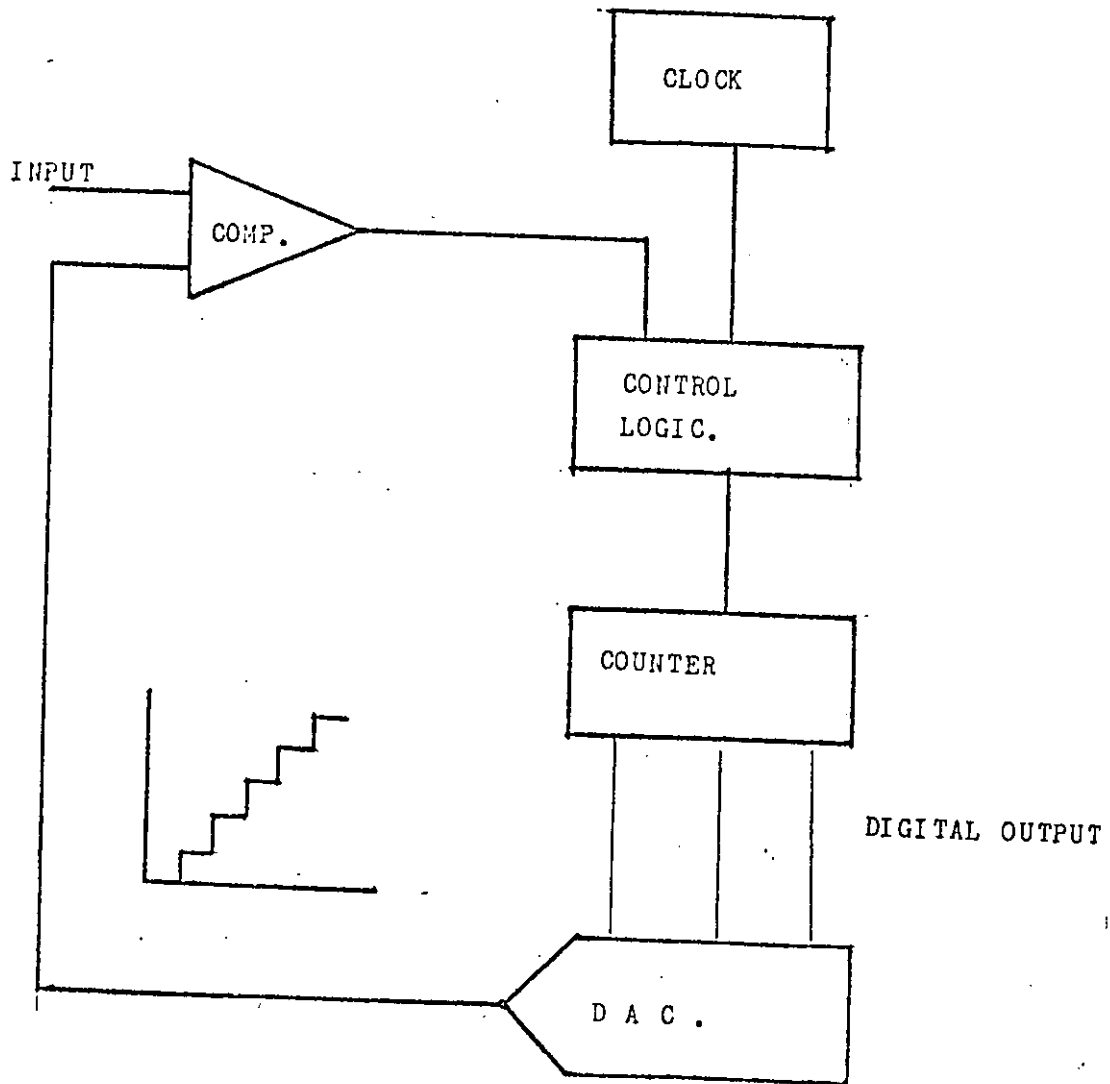 CLOCK
INPUT
COMP.
CONTROL
LOGIC.
COUNTER
DIGITAL OUTPUT
D A C .